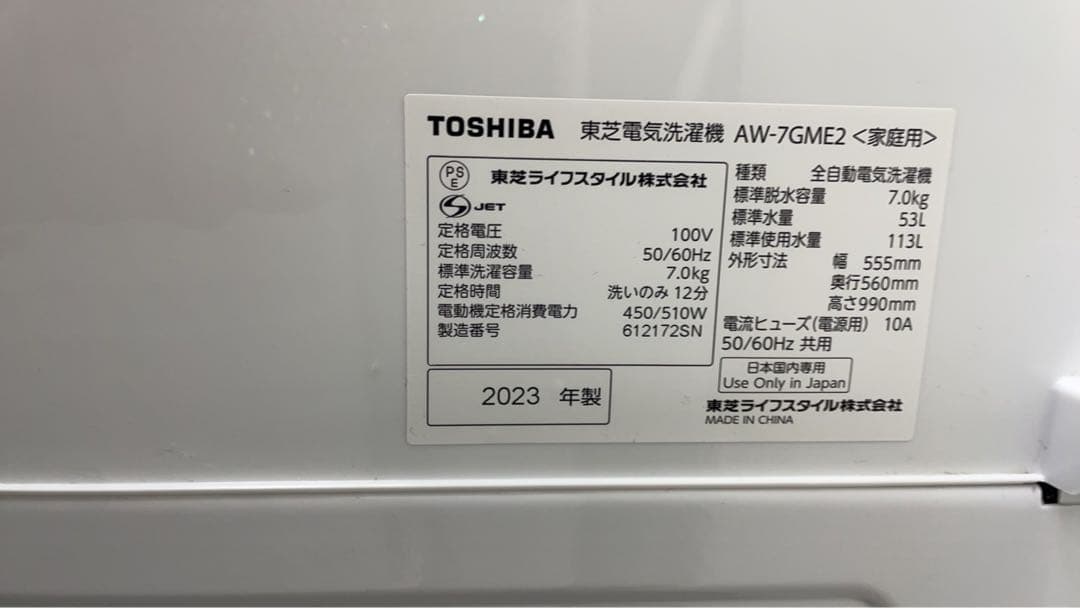 TOSHIBA 東芝電気洗濯機 AW-7GME2 <家庭用>
PSE 東芝ライフスタイル株式会社
S JET
定格電圧 100V
定格周波数 50/60Hz
標準洗濯容量 7.0kg
定格時間 洗いのみ 12分
電動機定格消費電力 450/510W
製造番号 612172SN
2023 年製
種類 全自動電気洗濯機
標準脱水容量 7.0kg
標準水量 53L
標準使用水量 113L
外形寸法 幅 555mm
奥行560mm
高さ990mm
電流ヒューズ(電源用) 10A
50/60Hz 共用
日本国内専用
Use Only in Japan
東芝ライフスタイル株式会社
MADE IN CHINA